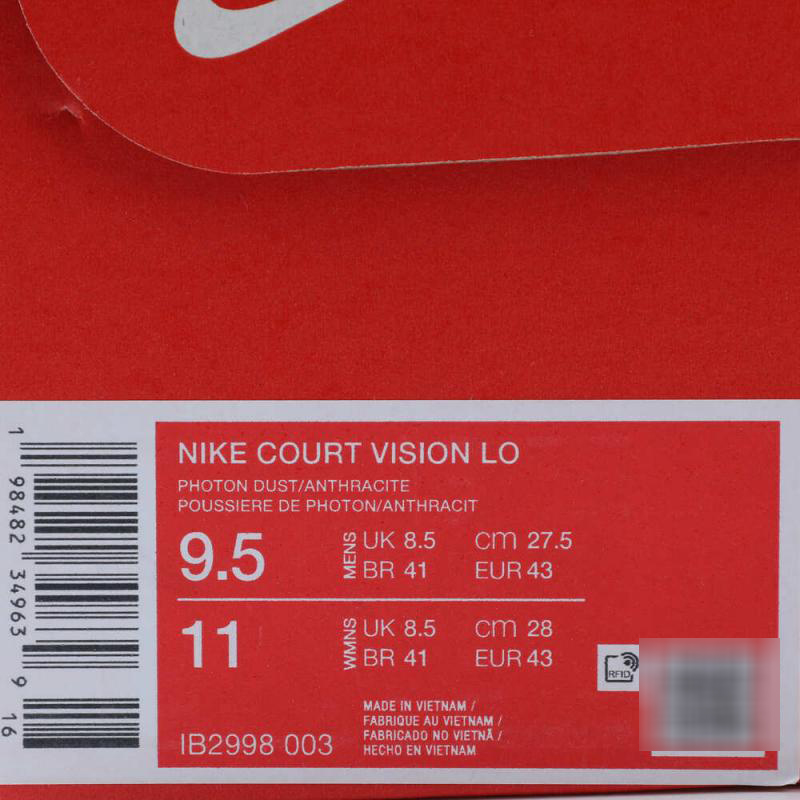 NIKE COURT VISION LO
PHOTON DUST/ANTHRACITE
POUSSIERE DE PHOTON/ANTHRACIT
9.5
MENS
UK 8.5 cm 27.5
BR 41 EUR 43
11
WMNS
UK 8.5 cm 28
BR 41 EUR 43
RFID
MADE IN VIETNAM /
FABRIQUE AU VIETNAM /
FABRICADO NO VIETNÃ /
HECHO EN VIETNAM
IB2998 003
1 98482 34963 9 16